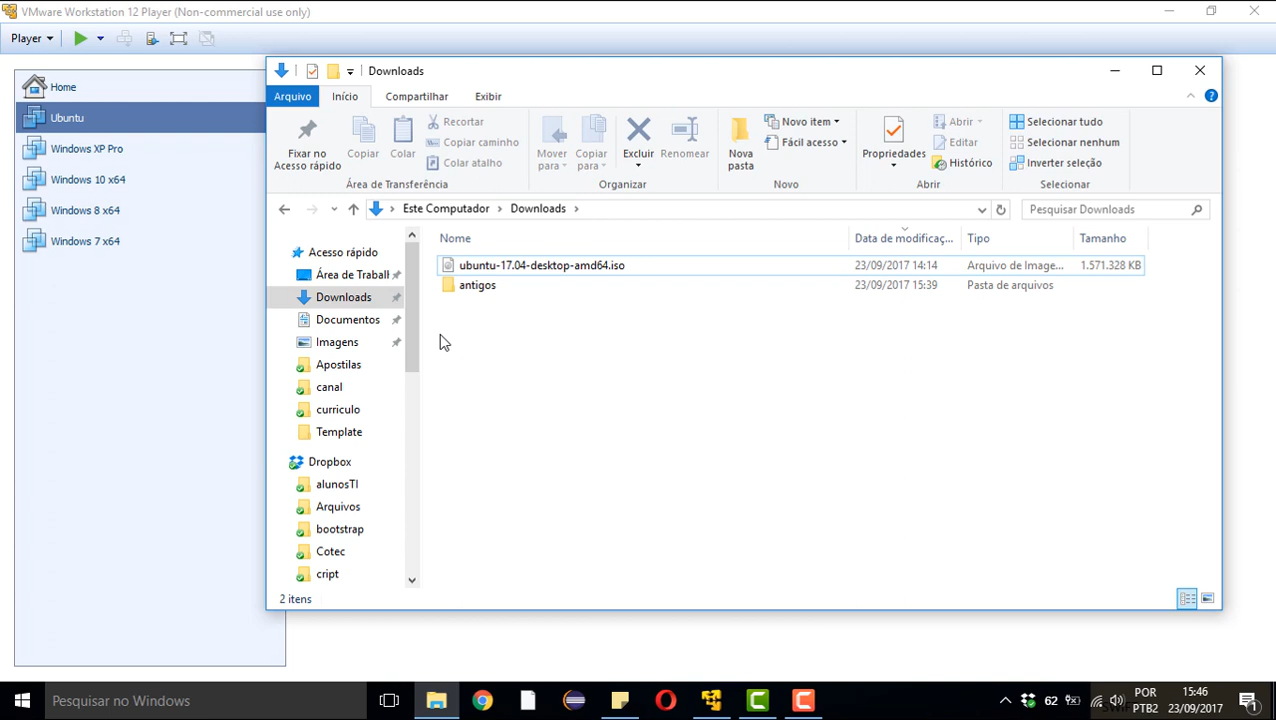 VMware Workstation 12 Player (Non-commercial use only)
Player
Home
Ubuntu
Windows XP Pro
Windows 10 x64
Windows 8 x64
Windows 7 x64
Downloads
Arquivo Início Compartilhar Exibir
Fixar no Acesso rápido
Copiar
Colar
Recortar
Copiar caminho
Colar atalho
Área de Transferência
Mover para
Copiar para
Excluir
Renomear
Organizar
Nova pasta
Novo item
Fácil acesso
Novo
Propriedades
Abrir
Editar
Histórico
Abrir
Selecionar tudo
Selecionar nenhum
Inverter seleção
Selecionar
Este Computador Downloads
Pesquisar Downloads
Nome Data de modificaç... Tipo Tamanho
ubuntu-17.04-desktop-amd64.iso 23/09/2017 14:14 Arquivo de Image... 1.571.328 KB
antigos 23/09/2017 15:39 Pasta de arquivos
Acesso rápido
Área de Trabalh
Downloads
Documentos
Imagens
Apostilas
canal
curriculo
Template
Dropbox
alunosTI
Arquivos
bootstrap
Cotec
cript
2 itens
Pesquisar no Windows
62
POR
PTB2
15:46
23/09/2017
1